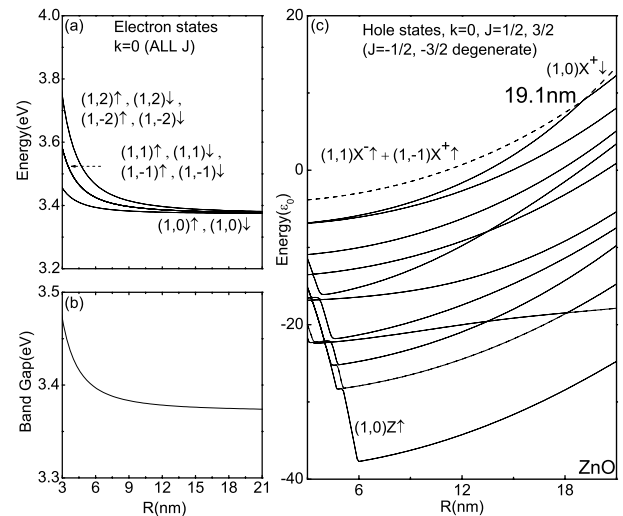 (a)
Electron states
k=0 (ALL J)
(1,2)↑ , (1,2)↓ ,
(1,-2)↑ , (1,-2)↓
(1,1)↑ , (1,1)↓ ,
(1,-1)↑ , (1,-1)↓
(1,0)↑ , (1,0)↓
Energy(eV)
4.0
3.8
3.6
3.4
3.2
(b)
Band Gap(eV)
3.5
3.4
3.3
3 6 9 12 15 18 21
R(nm)
(c)
Hole states, k=0, J=1/2, 3/2
(J=-1/2, -3/2 degenerate)
(1,0)X⁺↓
19.1nm
(1,1)X⁻↑ + (1,-1)X⁺↑
(1,0)Z↑
ZnO
Energy(ε₀)
20
0
-20
-40
6 12 18
R(nm)